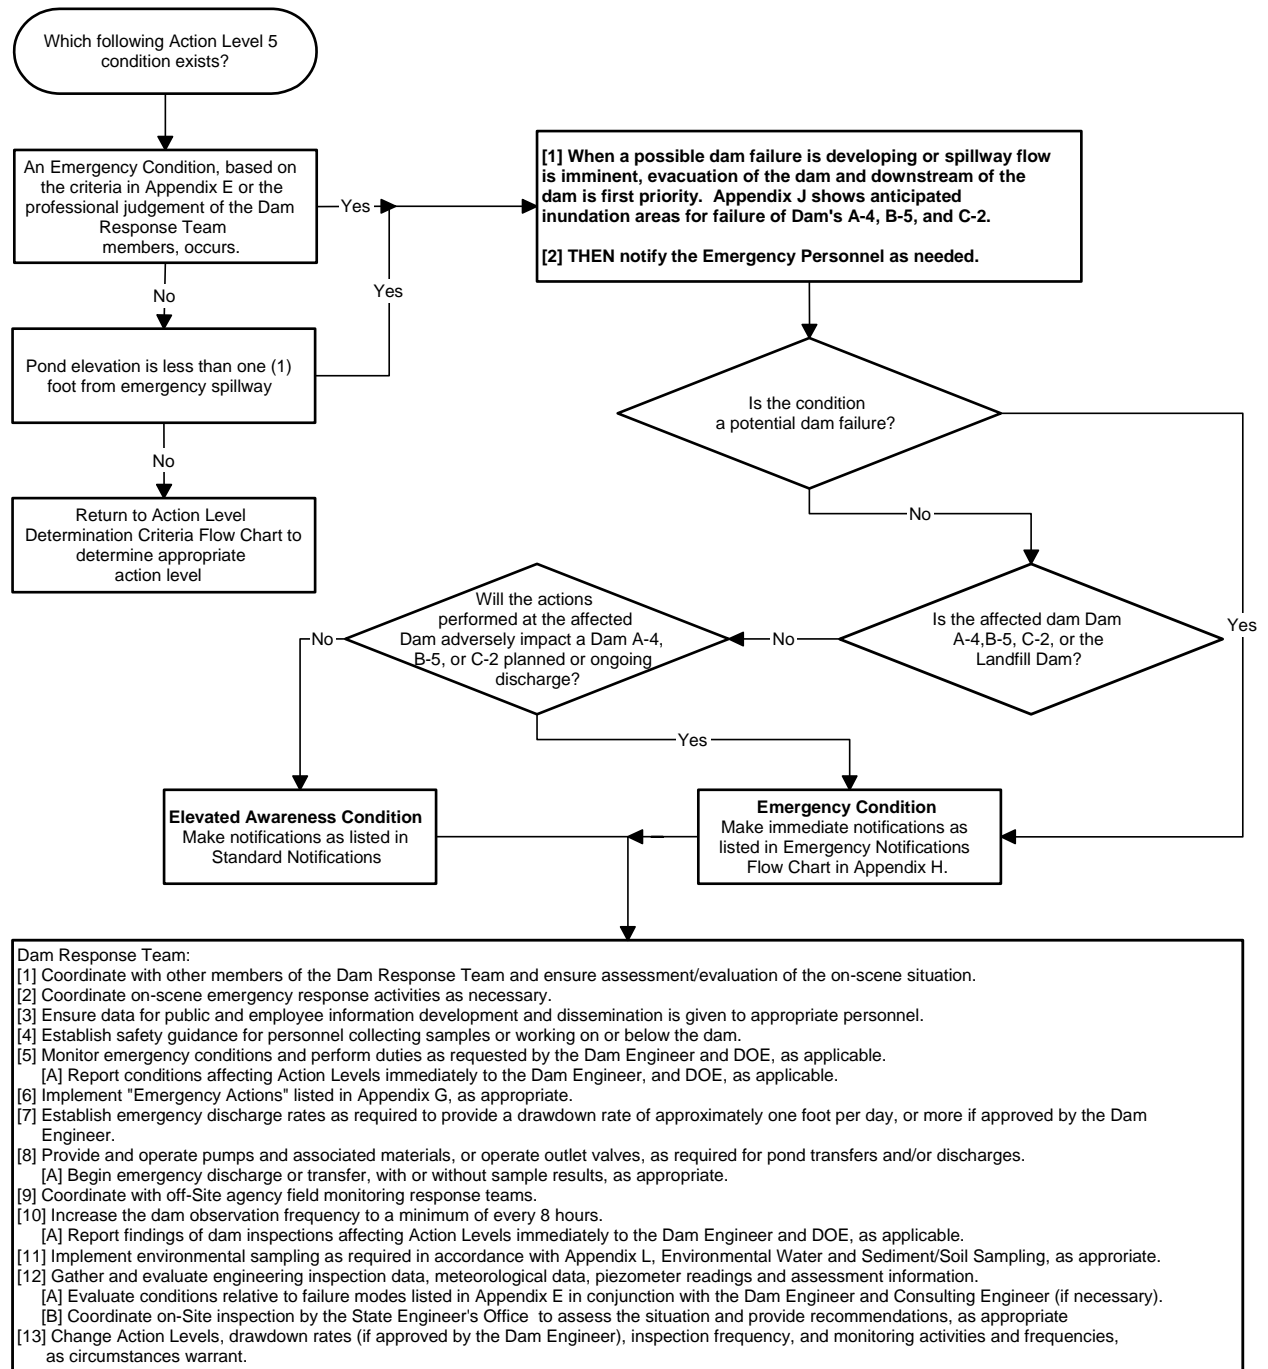 Which following Action Level 5
condition exists?
An Emergency Condition, based on
the criteria in Appendix E or the
professional judgement of the Dam
Response Team
members, occurs.
Yes
No
Yes
Pond elevation is less than one (1)
foot from emergency spillway
No
Return to Action Level
Determination Criteria Flow Chart to
determine appropriate
action level
[1] When a possible dam failure is developing or spillway flow
is imminent, evacuation of the dam and downstream of the
dam is first priority.  Appendix J shows anticipated
inundation areas for failure of Dam's A-4, B-5, and C-2.
[2] THEN notify the Emergency Personnel as needed.
Is the condition
a potential dam failure?
No
Yes
Is the affected dam Dam
A-4,B-5, C-2, or the
Landfill Dam?
No
Will the actions
performed at the affected
Dam adversely impact a Dam A-4,
B-5, or C-2 planned or ongoing
discharge?
No
Yes
Elevated Awareness Condition
Make notifications as listed in
Standard Notifications
Emergency Condition
Make immediate notifications as
listed in Emergency Notifications
Flow Chart in Appendix H.
Dam Response Team:
[1] Coordinate with other members of the Dam Response Team and ensure assessment/evaluation of the on-scene situation.
[2] Coordinate on-scene emergency response activities as necessary.
[3] Ensure data for public and employee information development and dissemination is given to appropriate personnel.
[4] Establish safety guidance for personnel collecting samples or working on or below the dam.
[5] Monitor emergency conditions and perform duties as requested by the Dam Engineer and DOE, as applicable.
[A] Report conditions affecting Action Levels immediately to the Dam Engineer, and DOE, as applicable.
[6] Implement "Emergency Actions" listed in Appendix G, as appropriate.
[7] Establish emergency discharge rates as required to provide a drawdown rate of approximately one foot per day, or more if approved by the Dam
Engineer.
[8] Provide and operate pumps and associated materials, or operate outlet valves, as required for pond transfers and/or discharges.
[A] Begin emergency discharge or transfer, with or without sample results, as appropriate.
[9] Coordinate with off-Site agency field monitoring response teams.
[10] Increase the dam observation frequency to a minimum of every 8 hours.
[A] Report findings of dam inspections affecting Action Levels immediately to the Dam Engineer and DOE, as applicable.
[11] Implement environmental sampling as required in accordance with Appendix L, Environmental Water and Sediment/Soil Sampling, as approriate.
[12] Gather and evaluate engineering inspection data, meteorological data, piezometer readings and assessment information.
[A] Evaluate conditions relative to failure modes listed in Appendix E in conjunction with the Dam Engineer and Consulting Engineer (if necessary).
[B] Coordinate on-Site inspection by the State Engineer's Office  to assess the situation and provide recommendations, as appropriate
[13] Change Action Levels, drawdown rates (if approved by the Dam Engineer), inspection frequency, and monitoring activities and frequencies,
as circumstances warrant.